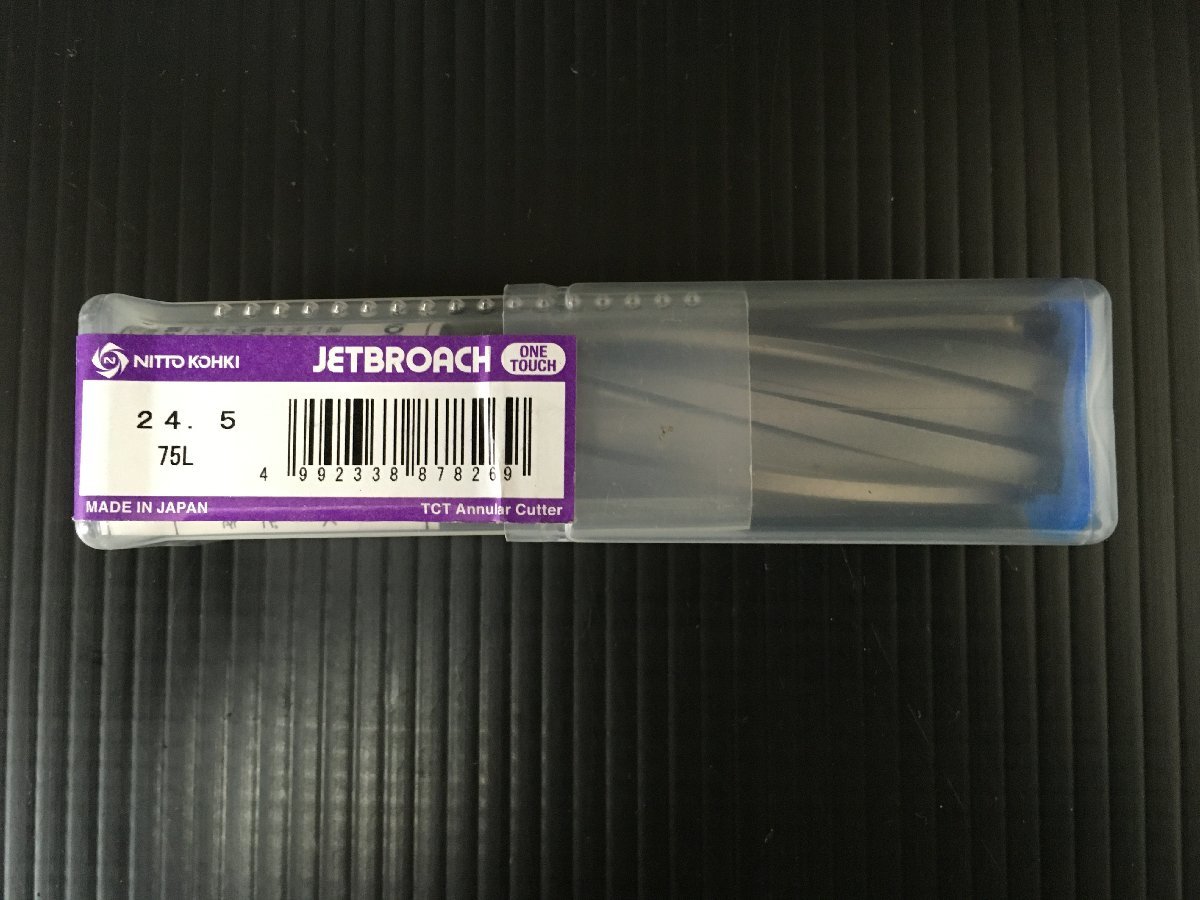 NITTO KOHKI
JETBROACH
ONE
TOUCH
24.5
75L
4 992338 878269
MADE IN JAPAN
TCT Annular Cutter